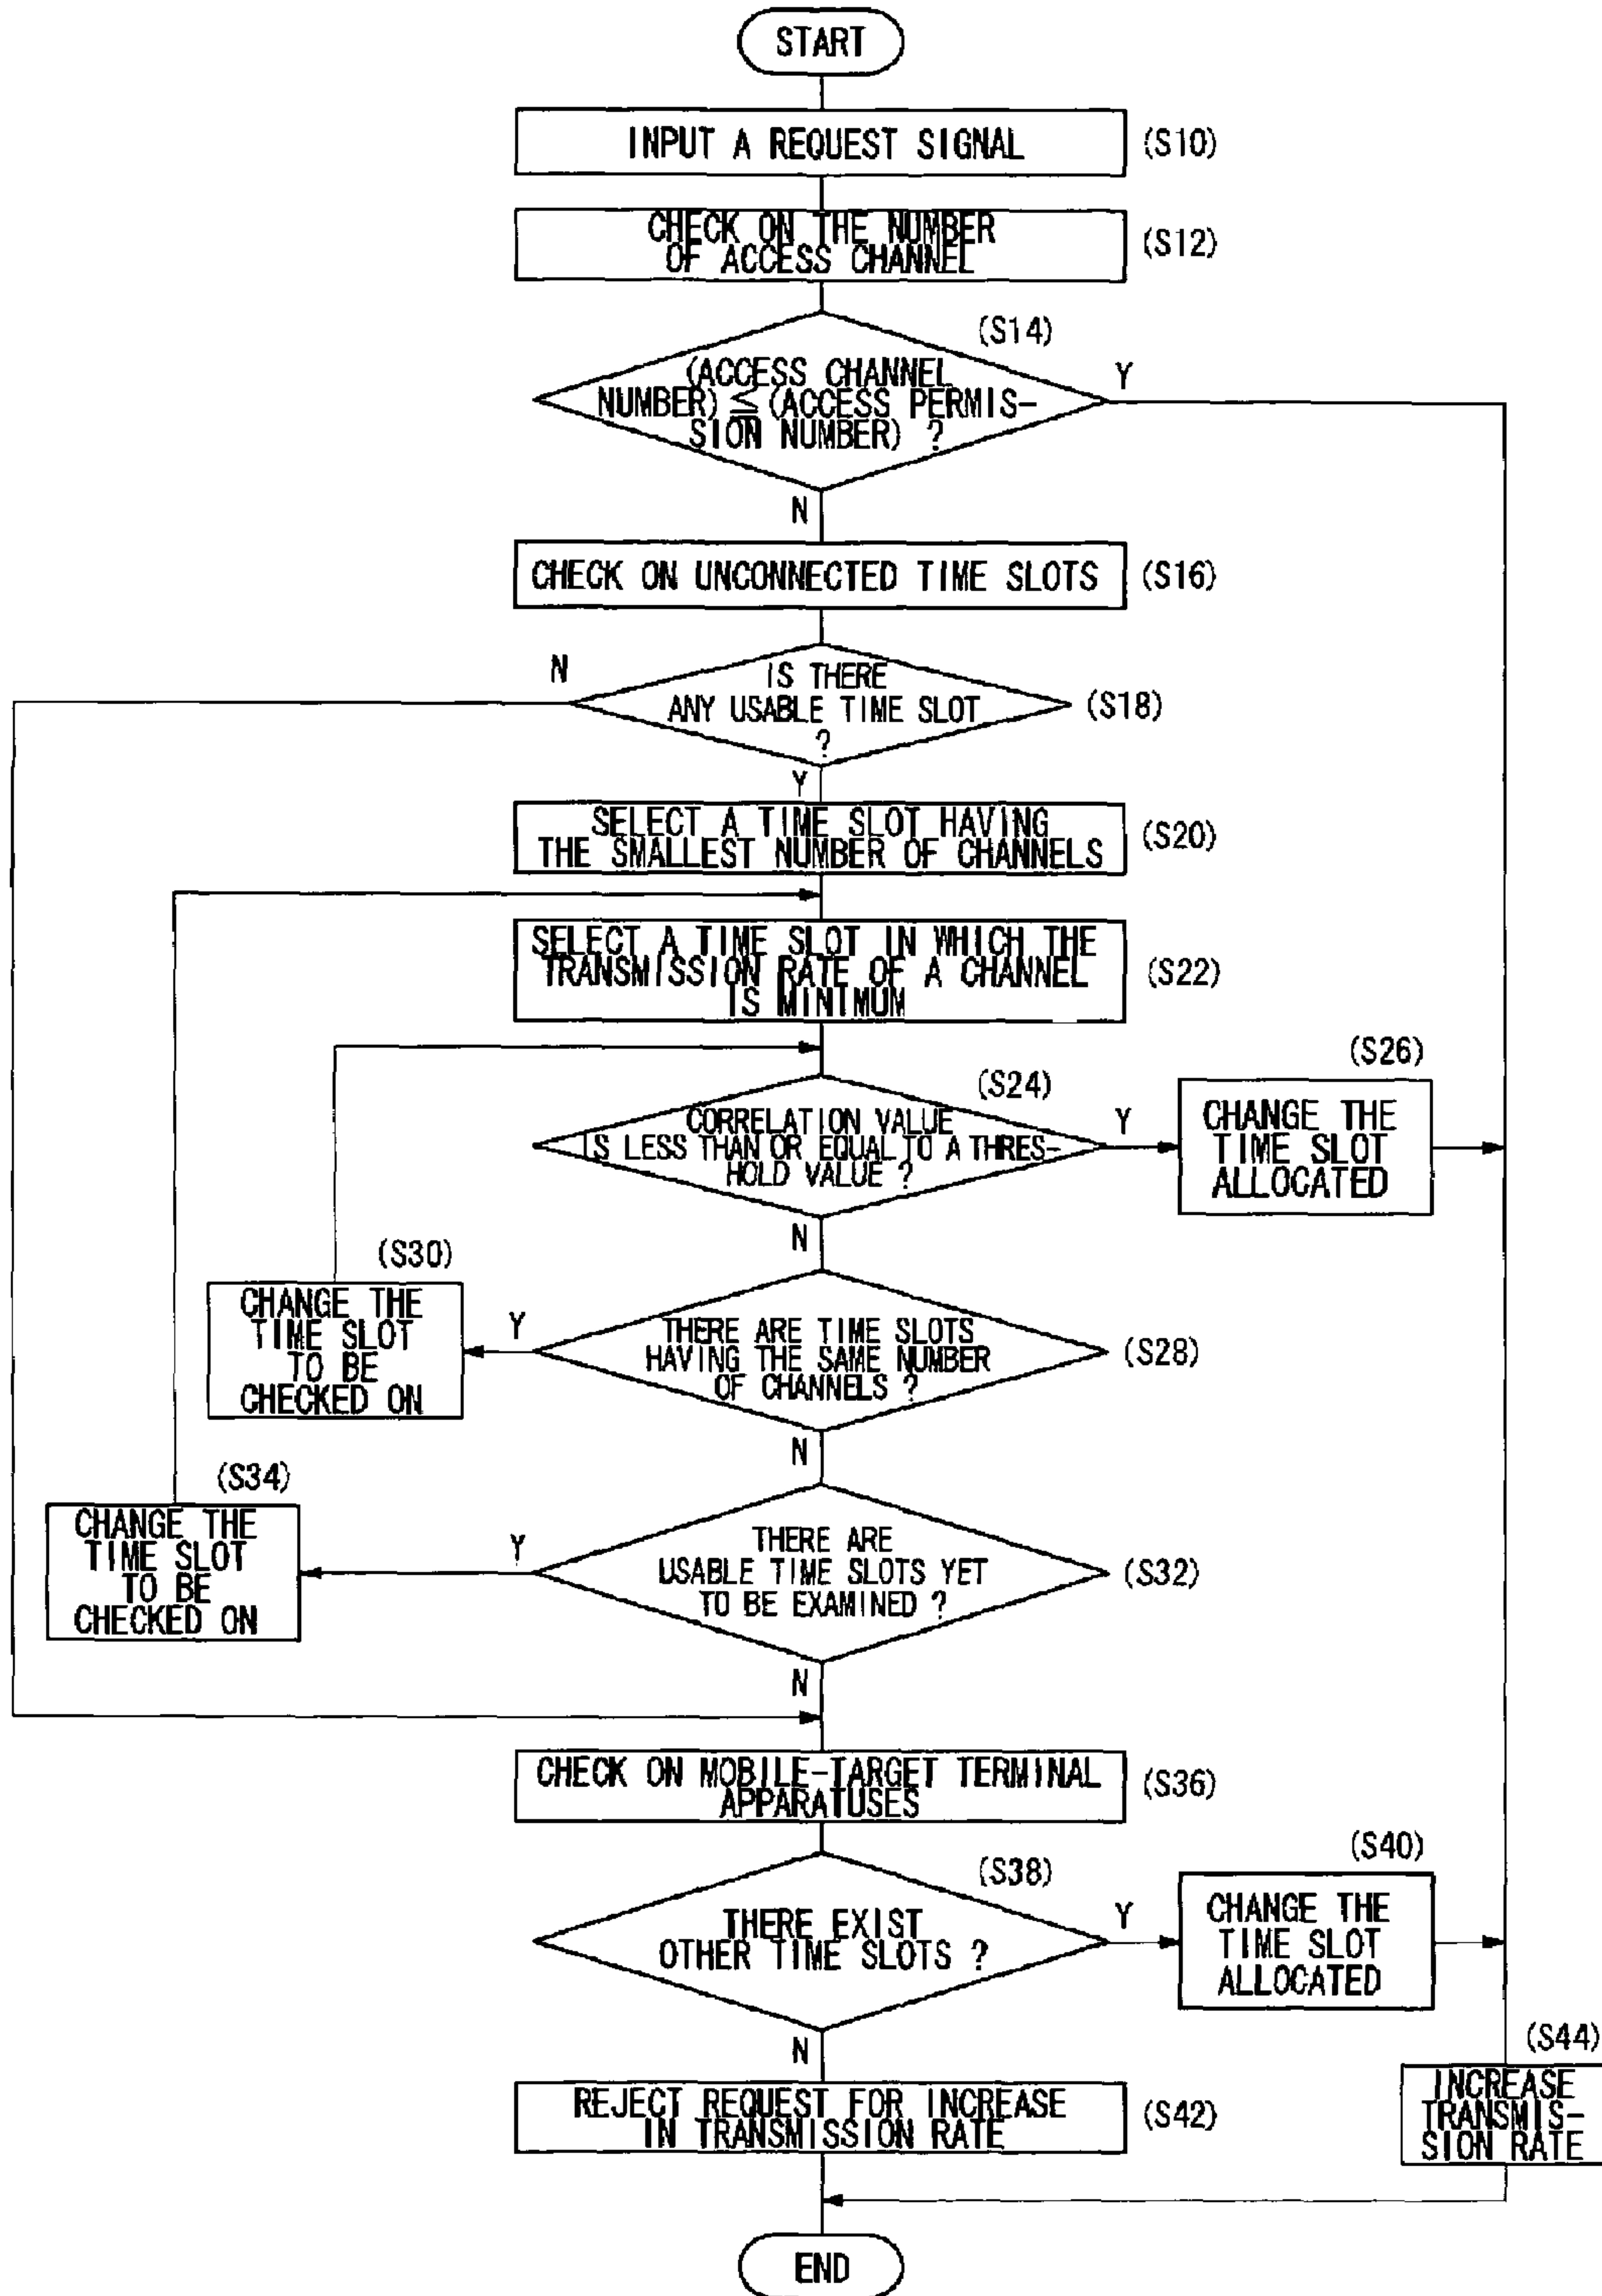 START
INPUT A REQUEST SIGNAL
(S10)
CHECK ON THE NUMBER
OF ACCESS CHANNEL
(S12)
(S14)
(ACCESS CHANNEL
NUMBER) ≦ (ACCESS PERMIS-
SION NUMBER) ?
Y
N
CHECK ON UNCONNECTED TIME SLOTS
(S16)
N
IS THERE
ANY USABLE TIME SLOT
?
(S18)
Y
SELECT A TIME SLOT HAVING
THE SMALLEST NUMBER OF CHANNELS
(S20)
SELECT A TIME SLOT IN WHICH THE
TRANSMISSION RATE OF A CHANNEL
IS MINIMUM
(S22)
(S24)
CORRELATION VALUE
IS LESS THAN OR EQUAL TO A THRES-
HOLD VALUE ?
Y
(S26)
CHANGE THE
TIME SLOT
ALLOCATED
N
(S30)
CHANGE THE
TIME SLOT
TO BE
CHECKED ON
Y
THERE ARE TIME SLOTS
HAVING THE SAME NUMBER
OF CHANNELS ?
(S28)
N
(S34)
CHANGE THE
TIME SLOT
TO BE
CHECKED ON
Y
THERE ARE
USABLE TIME SLOTS YET
TO BE EXAMINED ?
(S32)
N
CHECK ON MOBILE-TARGET TERMINAL
APPARATUSES
(S36)
(S38)
THERE EXIST
OTHER TIME SLOTS ?
Y
(S40)
CHANGE THE
TIME SLOT
ALLOCATED
N
REJECT REQUEST FOR INCREASE
IN TRANSMISSION RATE
(S42)
(S44)
INCREASE
TRANSMIS-
SION RATE
END